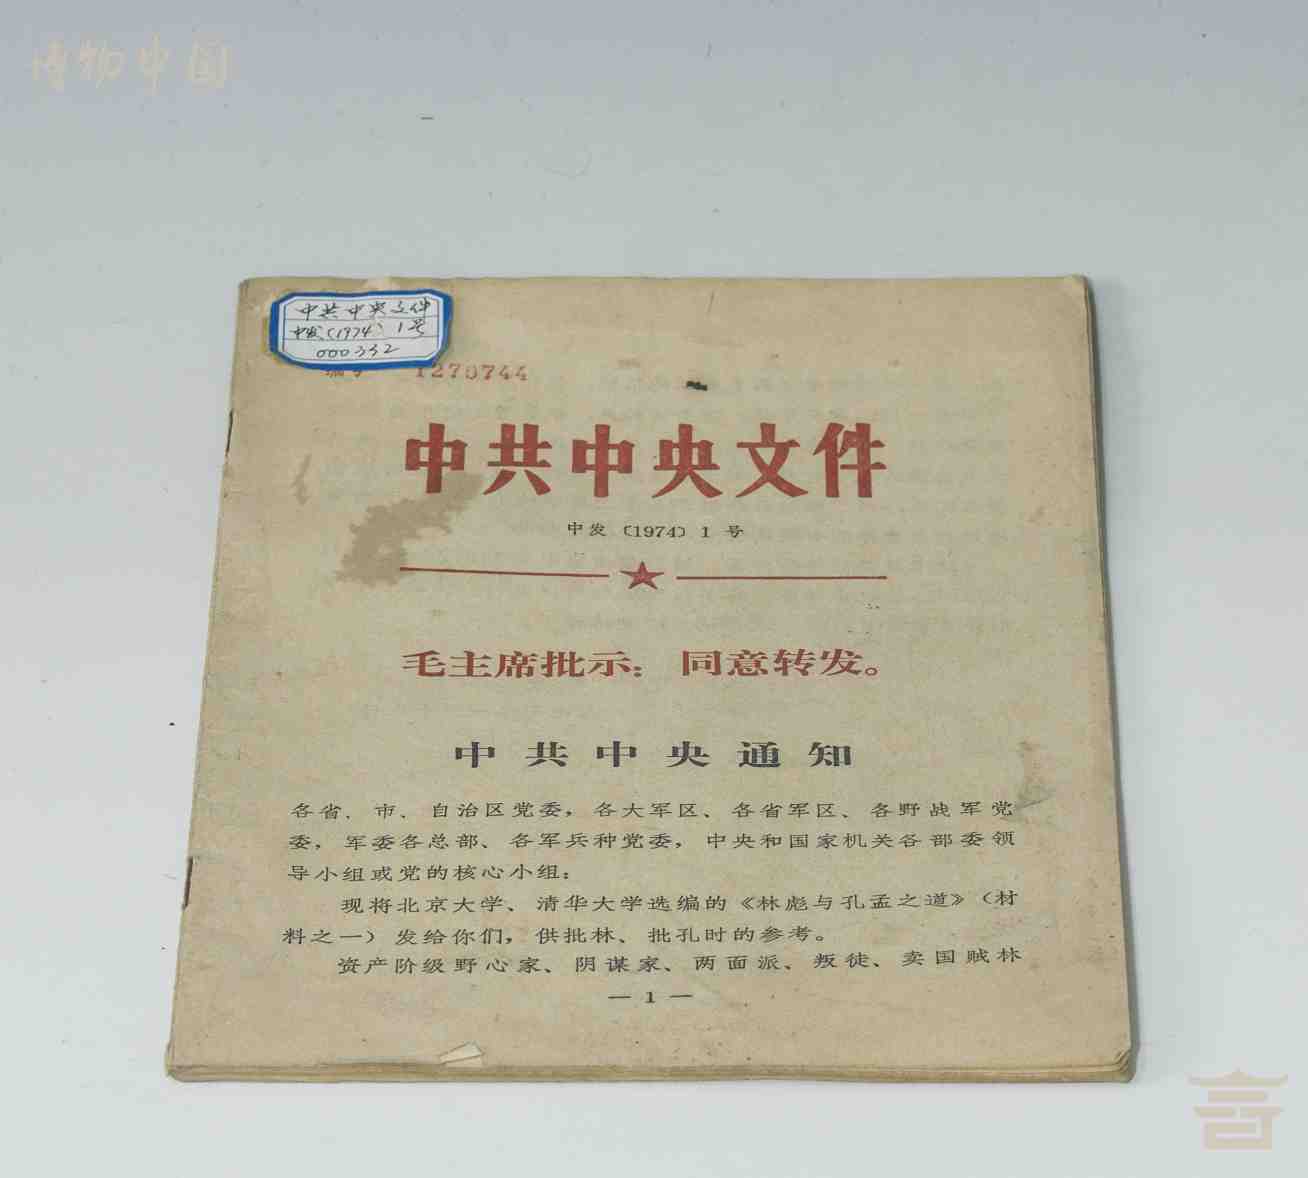 博物中国
中共中央文件
中发(1974) 1号
000332
编号 1270744
中共中央文件
中发〔1974〕1 号
毛主席批示：同意转发。
中共中央通知
各省、市、自治区党委，各大军区、各省军区、各野战军党
委，军委各总部、各军兵种党委，中央和国家机关各部委领
导小组或党的核心小组：
现将北京大学、清华大学选编的《林彪与孔孟之道》（材
料之一）发给你们，供批林、批孔时的参考。
资产阶级野心家、阴谋家、两面派、叛徒、卖国贼林
— 1 —